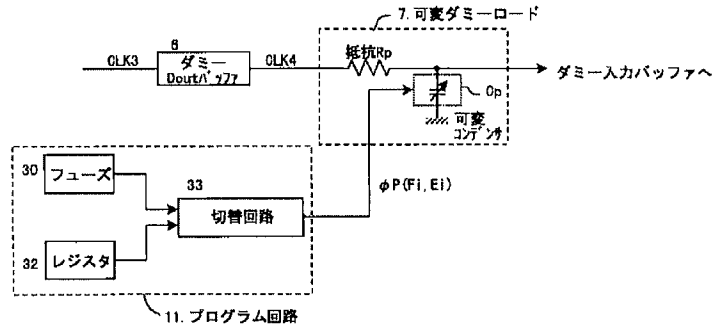 7. 可変ダミーロード
CLK3
6
ダミー
Doutバッファ
CLK4
抵抗Rp
ダミー入力バッファへ
Cp
可変
コンデンサ
30
フューズ
33
切替回路
φP(Fi, Ei)
32
レジスタ
11. プログラム回路